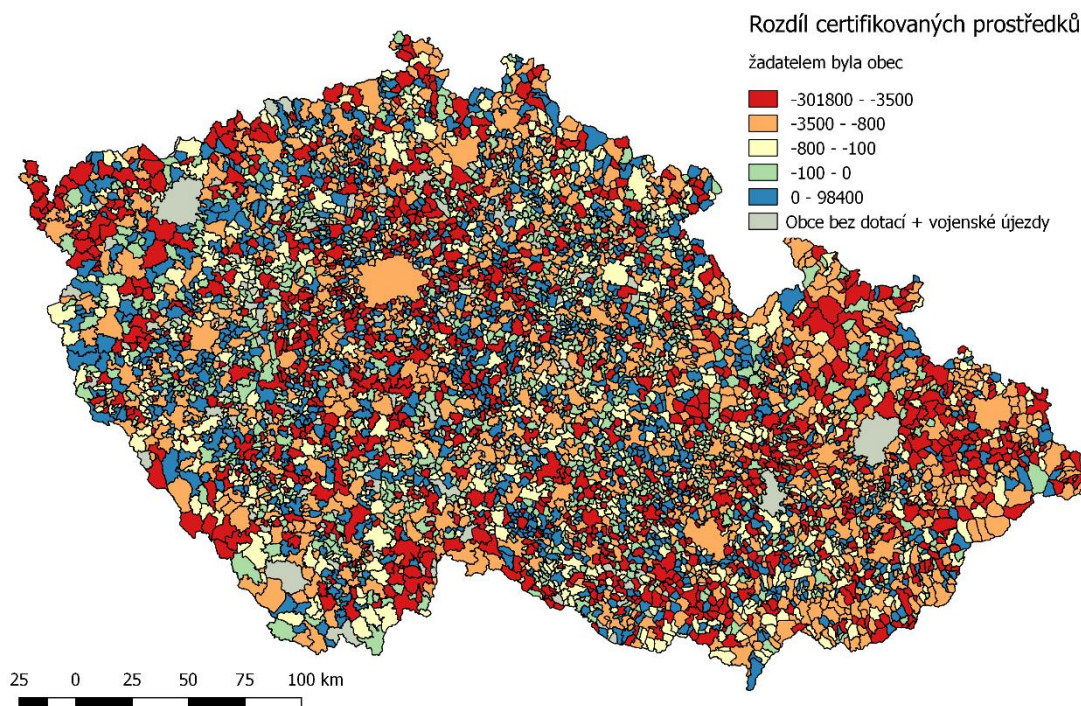 Rozdíl certifikovaných prostředků
žadatelem byla obec
-301800 - -3500
-3500 - -800
-800 - -100
-100 - 0
0 - 98400
Obce bez dotací + vojenské újezdy
25 0 25 50 75 100 km